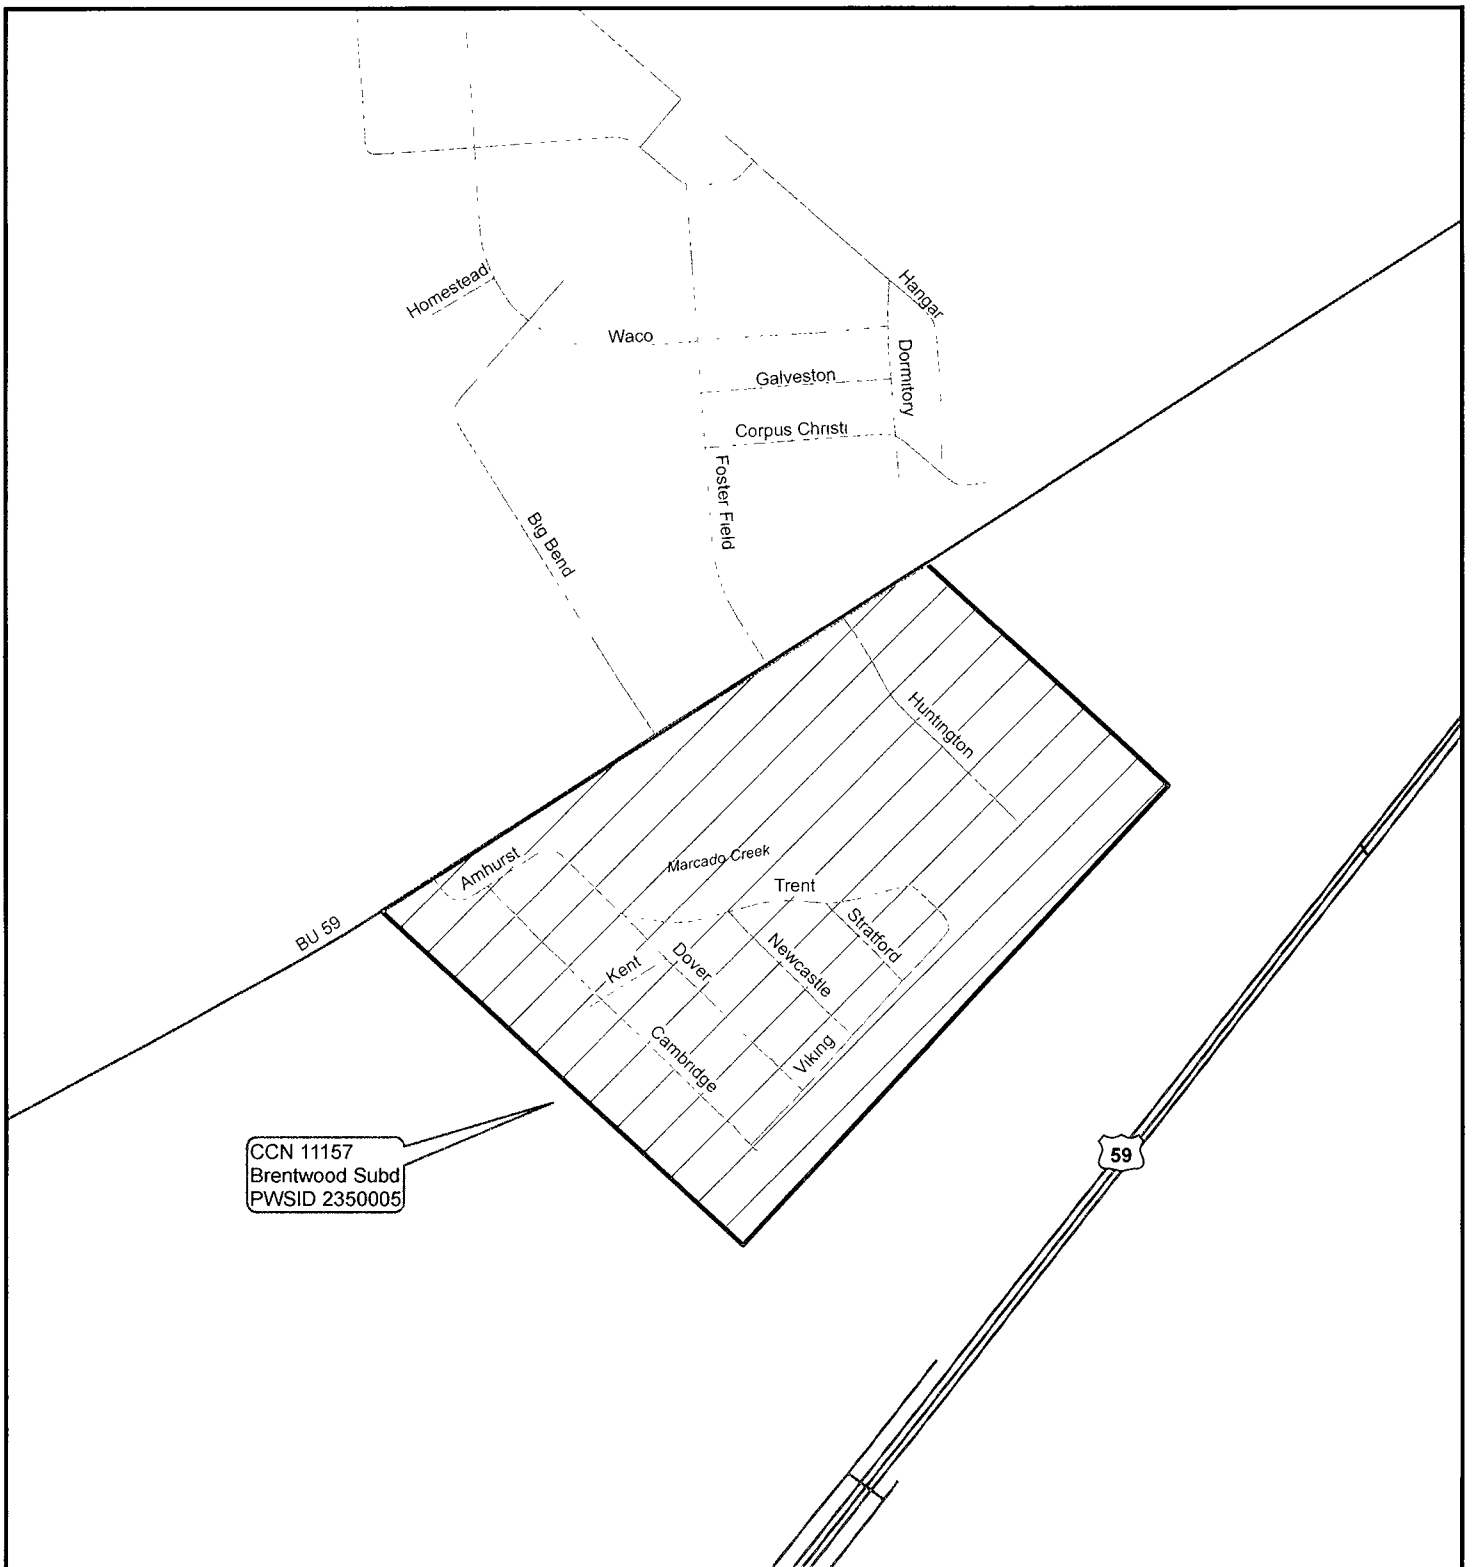 Homestead
Hangar
Waco
Dormitory
Galveston
Corpus Christi
Foster Field
Big Bend
Huntington
Marcado Creek
Amhurst
Trent
Stratford
BU 59
Newcastle
Dover
Kent
Cambridge
Viking
CCN 11157
Brentwood Subd
PWSID 2350005
59